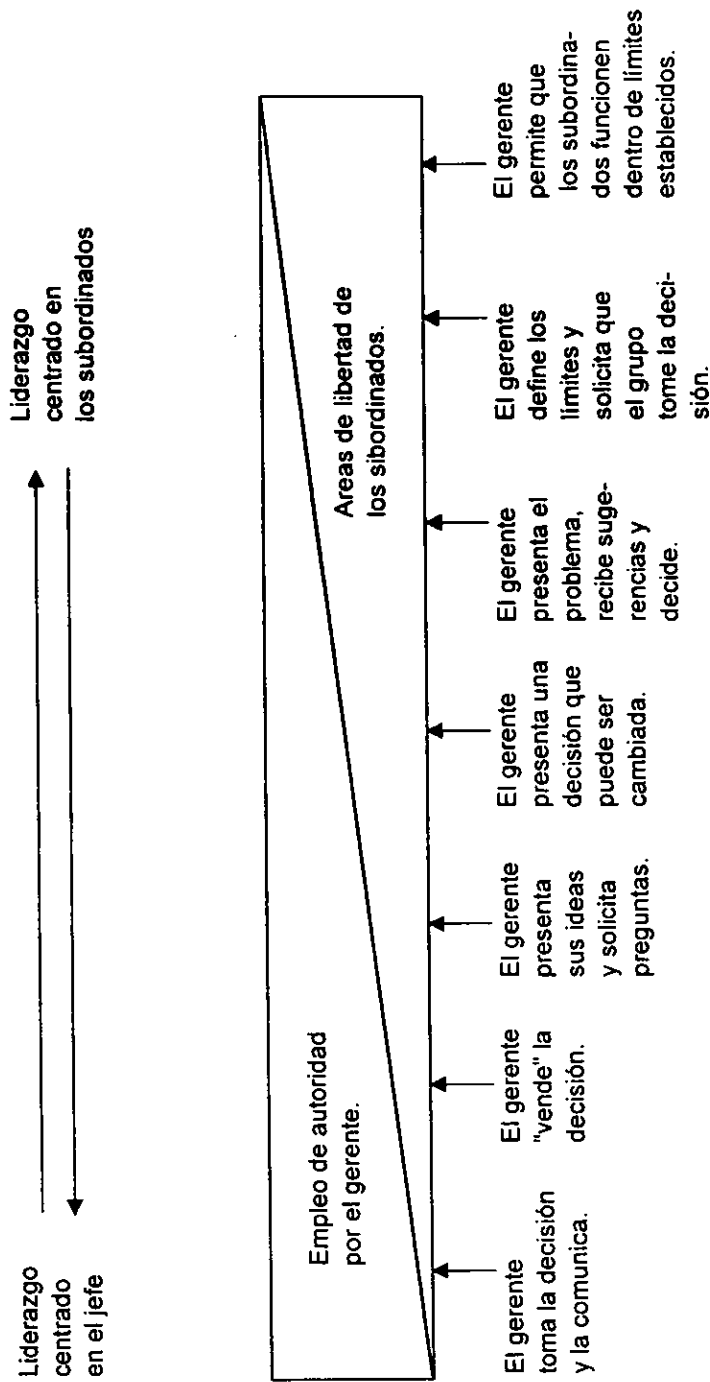 Liderazgo
centrado
en el jefe
Liderazgo
centrado en
los subordinados
Empleo de autoridad
por el gerente.
Areas de libertad de
los sibordinados.
El gerente
toma la decisión
y la comunica.
El gerente
"vende" la
decisión.
El gerente
presenta
sus ideas
y solicita
preguntas.
El gerente
presenta una
decisión que
puede ser
cambiada.
El gerente
presenta el
problema,
recibe suge-
rencias y
decide.
El gerente
define los
límites y
solicita que
el grupo
tome la deci-
sión.
El gerente
permite que
los subordina-
dos funcionen
dentro de límites
establecidos.